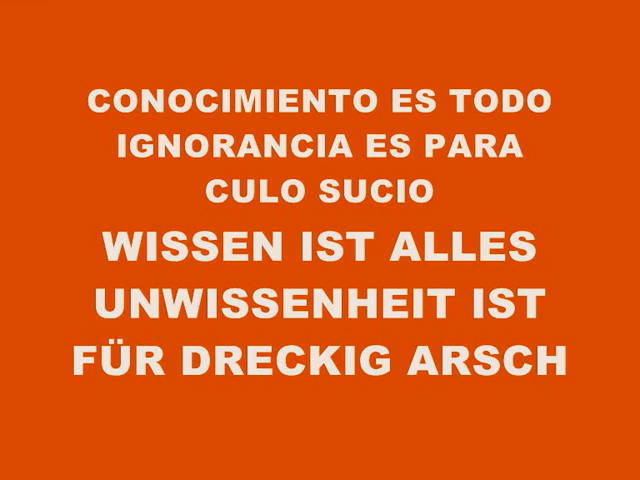 CONOCIMIENTO ES TODO
IGNORANCIA ES PARA
CULO SUCIO
WISSEN IST ALLES
UNWISSENHEIT IST
FÜR DRECKIG ARSCH